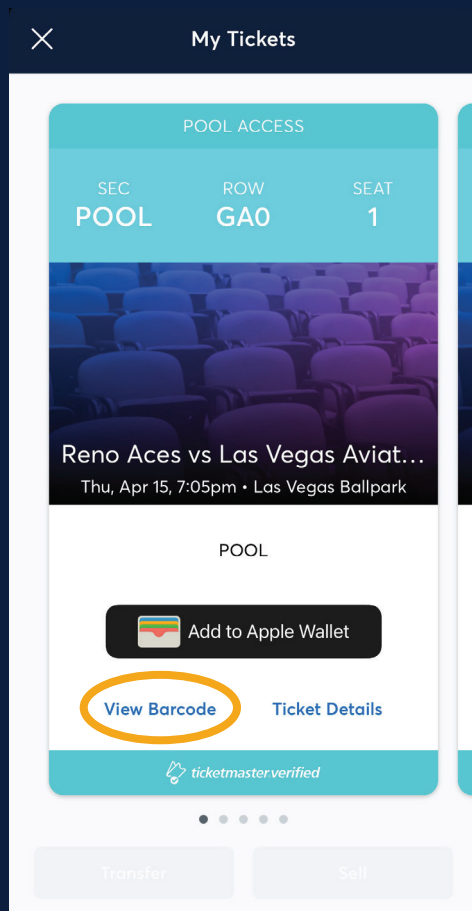 My Tickets
POOL ACCESS
SEC ROW SEAT
POOL GA0 1
Reno Aces vs Las Vegas Aviat...
Thu, Apr 15, 7:05pm • Las Vegas Ballpark
POOL
Add to Apple Wallet
View Barcode Ticket Details
ticketmaster.verified
Transfer Sell